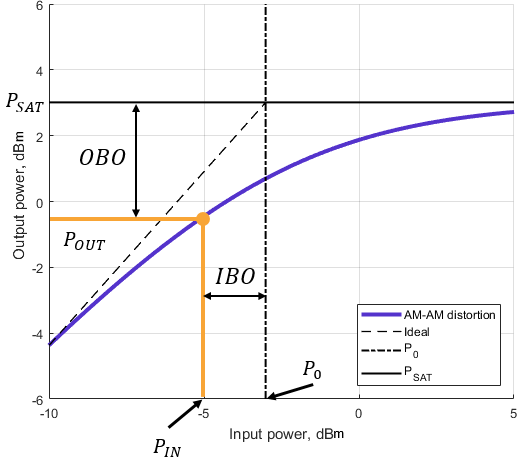 6
4
P_SAT
2
OBO
0
P_OUT
-2
IBO
-4
-6
Output power, dBm
AM-AM distortion
Ideal
P_0
P_SAT
P_0
-10
-5
0
5
P_IN
Input power, dBm